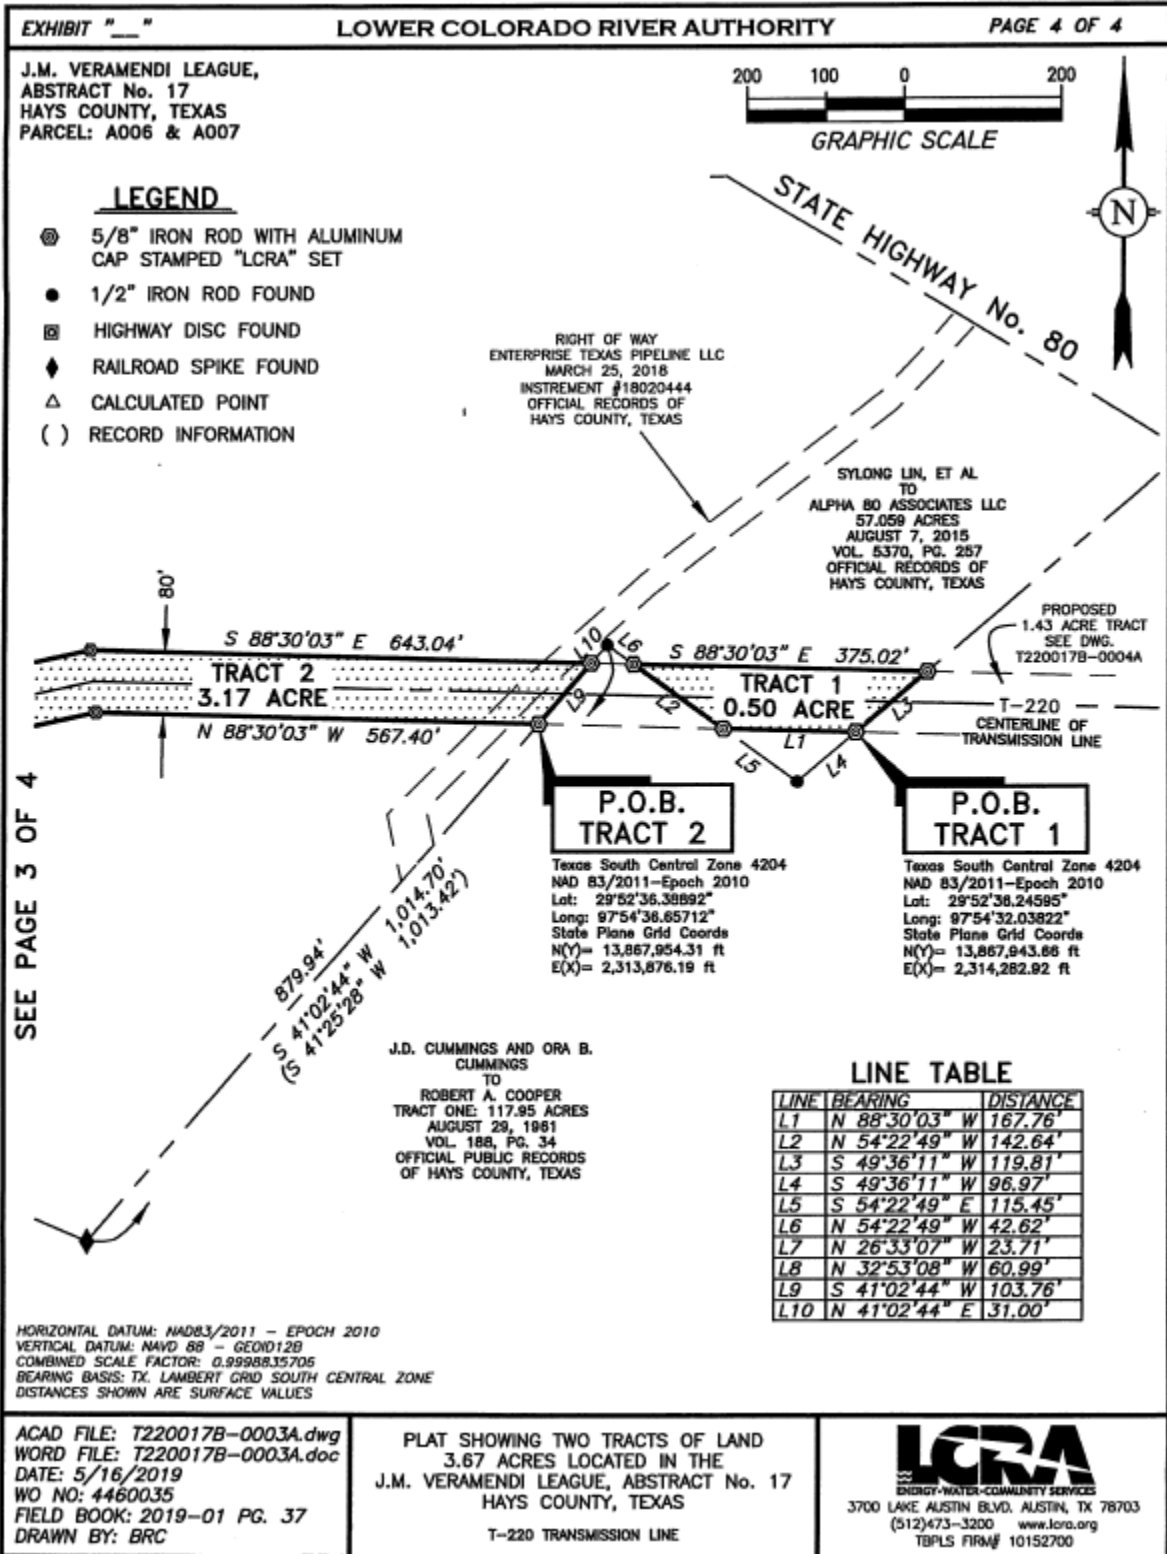 EXHIBIT "__"
LOWER COLORADO RIVER AUTHORITY
PAGE 4 OF 4
J.M. VERAMENDI LEAGUE,
ABSTRACT No. 17
HAYS COUNTY, TEXAS
PARCEL: A006 & A007
200 100 0 200
GRAPHIC SCALE
N
LEGEND
5/8" IRON ROD WITH ALUMINUM
CAP STAMPED "LCRA" SET
1/2" IRON ROD FOUND
HIGHWAY DISC FOUND
RAILROAD SPIKE FOUND
CALCULATED POINT
( ) RECORD INFORMATION
STATE HIGHWAY No. 80
RIGHT OF WAY
ENTERPRISE TEXAS PIPELINE LLC
MARCH 25, 2018
INSTREMENT #18020444
OFFICIAL RECORDS OF
HAYS COUNTY, TEXAS
SYLONG LIN, ET AL
TO
ALPHA 80 ASSOCIATES LLC
57.059 ACRES
AUGUST 7, 2015
VOL. 5370, PG. 257
OFFICIAL RECORDS OF
HAYS COUNTY, TEXAS
PROPOSED
1.43 ACRE TRACT
SEE DWG.
T220017B-0004A
80'
S 88°30'03" E 643.04'
L10
L6
S 88°30'03" E 375.02'
TRACT 2
3.17 ACRE
L9
L2
TRACT 1
0.50 ACRE
L3
T-220
CENTERLINE OF
TRANSMISSION LINE
N 88°30'03" W 567.40'
L1
L5
L4
P.O.B.
TRACT 2
Texas South Central Zone 4204
NAD 83/2011-Epoch 2010
Lat: 29°52'36.38892"
Long: 97°54'36.65712"
State Plane Grid Coords
N(Y)= 13,867,954.31 ft
E(X)= 2,313,876.19 ft
P.O.B.
TRACT 1
Texas South Central Zone 4204
NAD 83/2011-Epoch 2010
Lat: 29°52'36.24595"
Long: 97°54'32.03822"
State Plane Grid Coords
N(Y)= 13,867,943.66 ft
E(X)= 2,314,282.92 ft
SEE PAGE 3 OF 4
879.94'
S 41°02'44" W 1,014.70'
(S 41°25'28" W 1,013.42')
J.D. CUMMINGS AND ORA B.
CUMMINGS
TO
ROBERT A. COOPER
TRACT ONE: 117.95 ACRES
AUGUST 29, 1961
VOL. 188, PG. 34
OFFICIAL PUBLIC RECORDS
OF HAYS COUNTY, TEXAS
LINE TABLE
LINE BEARING DISTANCE
L1 N 88°30'03" W 167.76'
L2 N 54°22'49" W 142.64'
L3 S 49°36'11" W 119.81'
L4 S 49°36'11" W 96.97'
L5 S 54°22'49" E 115.45'
L6 N 54°22'49" W 42.62'
L7 N 26°33'07" W 23.71'
L8 N 32°53'08" W 60.99'
L9 S 41°02'44" W 103.76'
L10 N 41°02'44" E 31.00'
HORIZONTAL DATUM: NAD83/2011 - EPOCH 2010
VERTICAL DATUM: NAVD 88 - GEOID12B
COMBINED SCALE FACTOR: 0.9998835706
BEARING BASIS: TX. LAMBERT GRID SOUTH CENTRAL ZONE
DISTANCES SHOWN ARE SURFACE VALUES
ACAD FILE: T220017B-0003A.dwg
WORD FILE: T220017B-0003A.doc
DATE: 5/16/2019
WO NO: 4460035
FIELD BOOK: 2019-01 PG. 37
DRAWN BY: BRC
PLAT SHOWING TWO TRACTS OF LAND
3.67 ACRES LOCATED IN THE
J.M. VERAMENDI LEAGUE, ABSTRACT No. 17
HAYS COUNTY, TEXAS
T-220 TRANSMISSION LINE
LCRA
ENERGY•WATER•COMMUNITY SERVICES
3700 LAKE AUSTIN BLVD. AUSTIN, TX 78703
(512)473-3200 www.lcra.org
TBPLS FIRM# 10152700